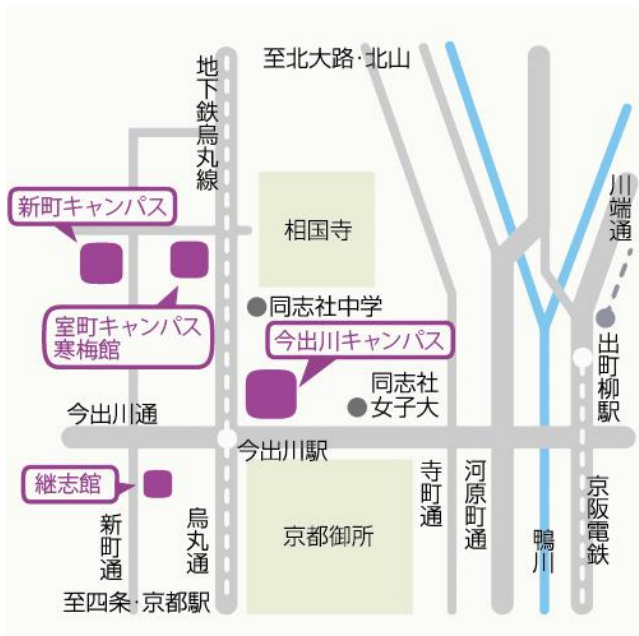 至北大路・北山
地下鉄烏丸線
川端通
新町キャンパス
相国寺
同志社中学
室町キャンパス
寒梅館
今出川キャンパス
出町柳駅
同志社
女子大
今出川通
今出川駅
継志館
新町通
烏丸通
京都御所
寺町通
河原町通
鴨川
京阪電鉄
至四条・京都駅